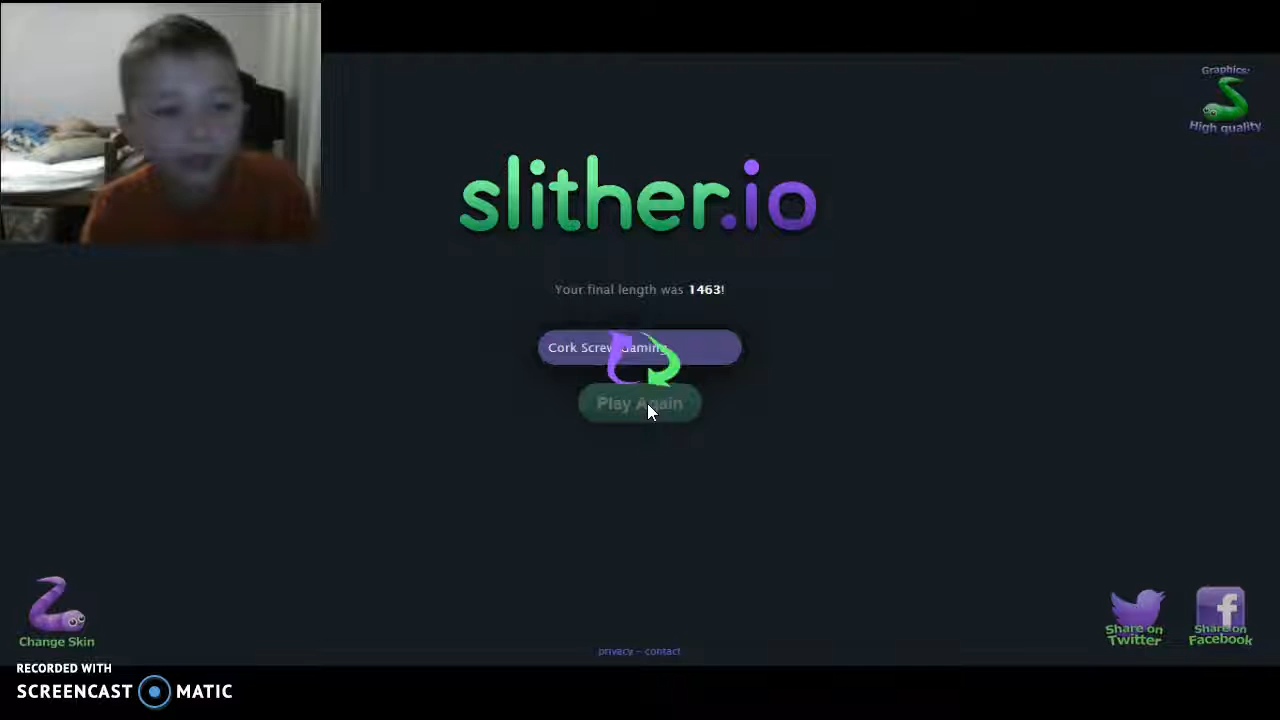 Graphics:
High quality
slither.io
Your final length was 1463!
Cork Screw Gaming
Play Again
Change Skin
Share on
Twitter
Share on
Facebook
privacy - contact
RECORDED WITH
SCREENCAST MATIC